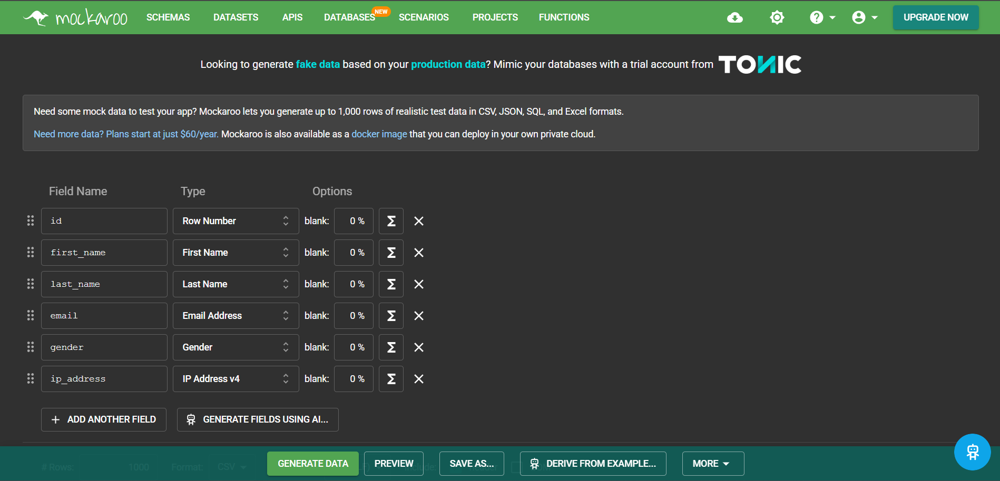 mockaroo SCHEMAS DATASETS APIS DATABASES NEW SCENARIOS PROJECTS FUNCTIONS UPGRADE NOW
Looking to generate fake data based on your production data? Mimic your databases with a trial account from TONIC
Need some mock data to test your app? Mockaroo lets you generate up to 1,000 rows of realistic test data in CSV, JSON, SQL, and Excel formats.
Need more data? Plans start at just $60/year. Mockaroo is also available as a docker image that you can deploy in your own private cloud.
Field Name Type Options
id Row Number blank: 0 % Σ
first_name First Name blank: 0 % Σ
last_name Last Name blank: 0 % Σ
email Email Address blank: 0 % Σ
gender Gender blank: 0 % Σ
ip_address IP Address v4 blank: 0 % Σ
+ ADD ANOTHER FIELD GENERATE FIELDS USING AI...
# Rows: 1000 Format: CSV GENERATE DATA PREVIEW SAVE AS... DERIVE FROM EXAMPLE... MORE